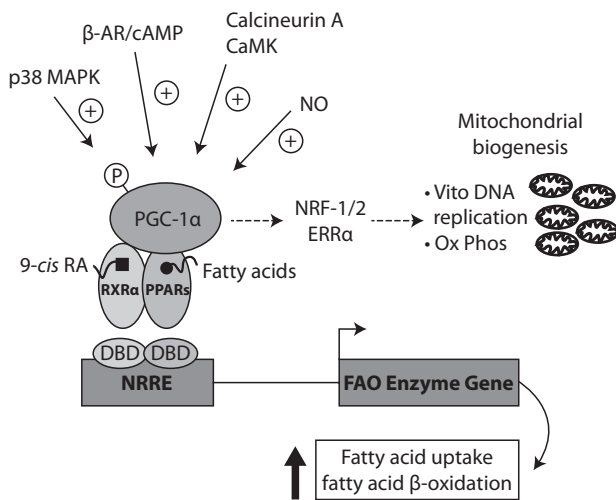 β-AR/cAMP
Calcineurin A
CaMK
p38 MAPK
+
+
+
NO
+
P
PGC-1α
NRF-1/2
ERRα
Mitochondrial
biogenesis
• Vito DNA
replication
• Ox Phos
9-cis RA
RXRα
PPARs
Fatty acids
DBD
DBD
NRRE
FAO Enzyme Gene
Fatty acid uptake
fatty acid β-oxidation